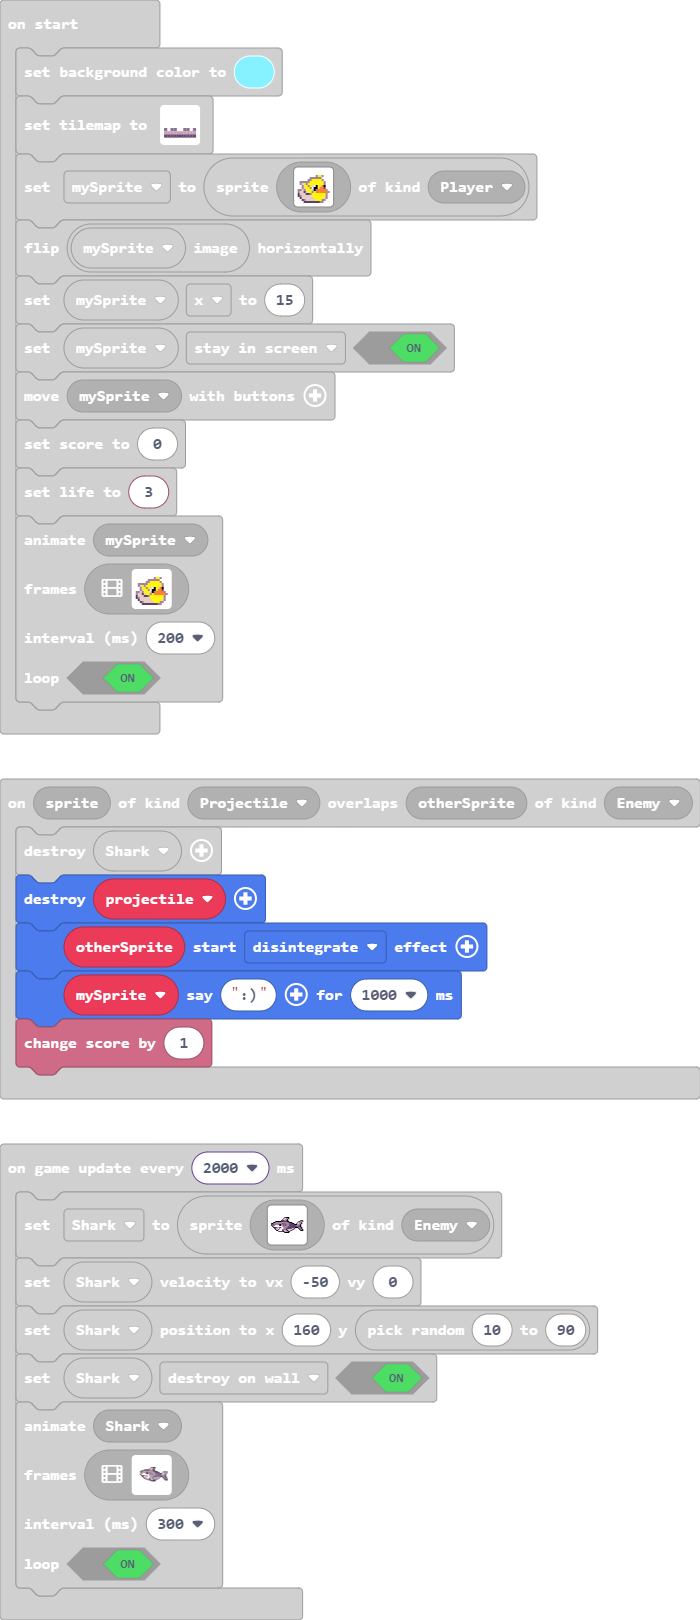 on start
set background color to
set tilemap to
set mySprite to sprite of kind Player
flip mySprite image horizontally
set mySprite x to 15
set mySprite stay in screen ON
move mySprite with buttons
set score to 0
set life to 3
animate mySprite
frames
interval (ms) 200
loop ON
on sprite of kind Projectile overlaps otherSprite of kind Enemy
destroy Shark
destroy projectile
otherSprite start disintegrate effect
mySprite say ":)" for 1000 ms
change score by 1
on game update every 2000 ms
set Shark to sprite of kind Enemy
set Shark velocity to vx -50 vy 0
set Shark position to x 160 y pick random 10 to 90
set Shark destroy on wall ON
animate Shark
frames
interval (ms) 300
loop ON